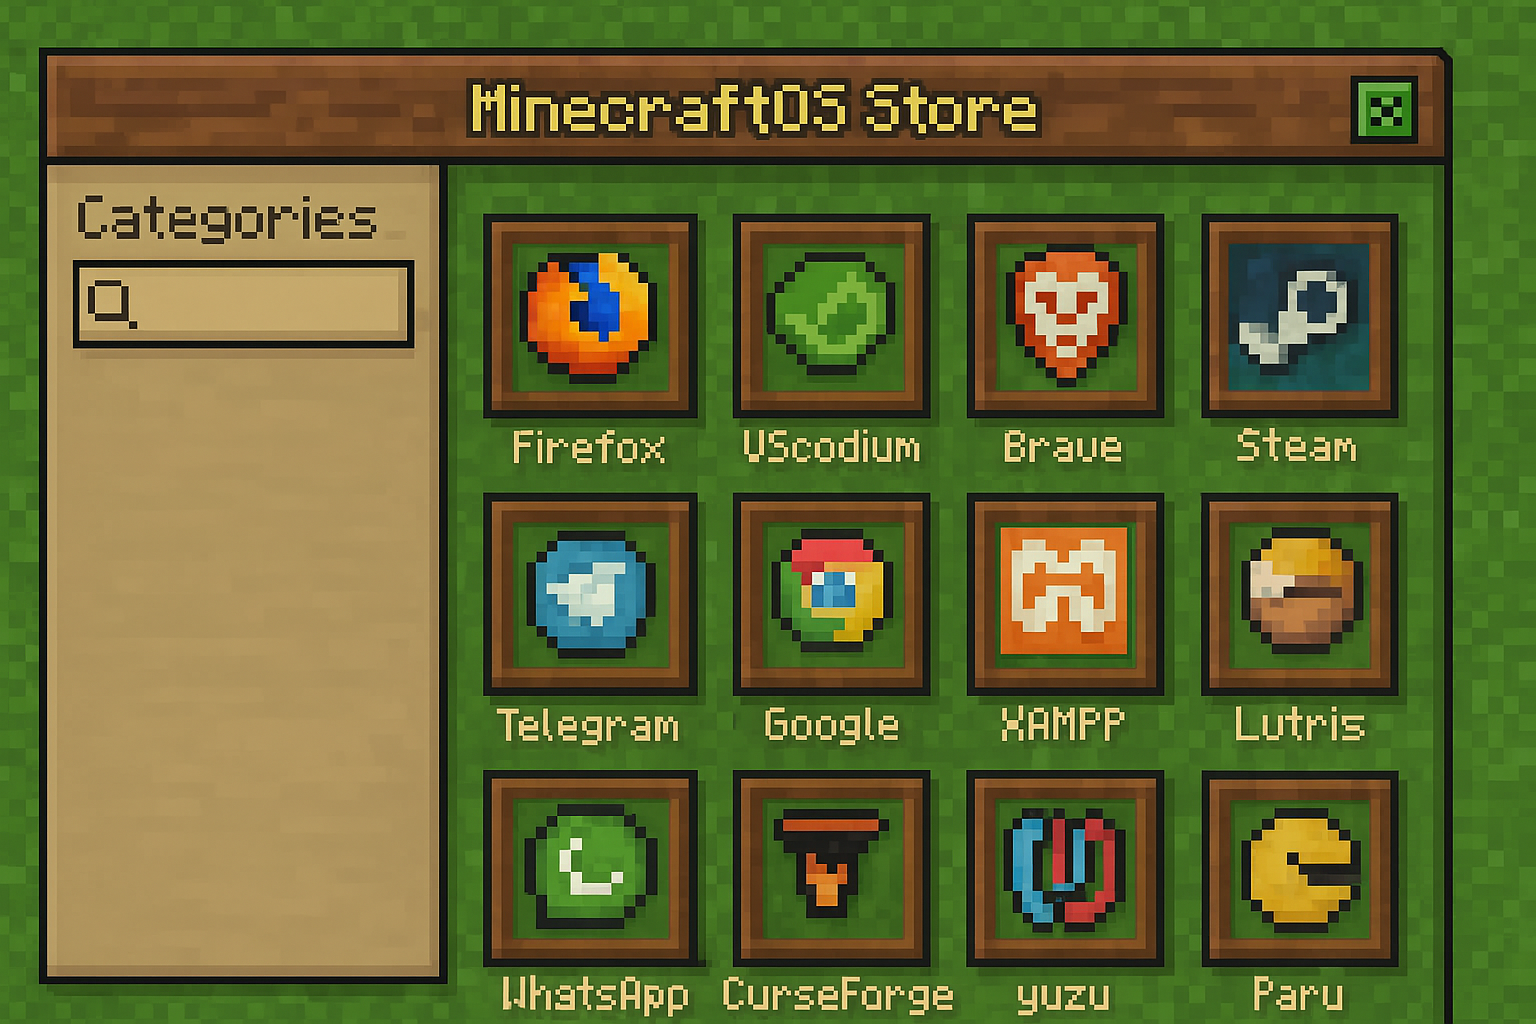 MinecraftOS Store
Categories
Firefox
VScodium
Brave
Steam
Telegram
Google
XAMPP
Lutris
WhatsApp
CurseForge
yuzu
Paru